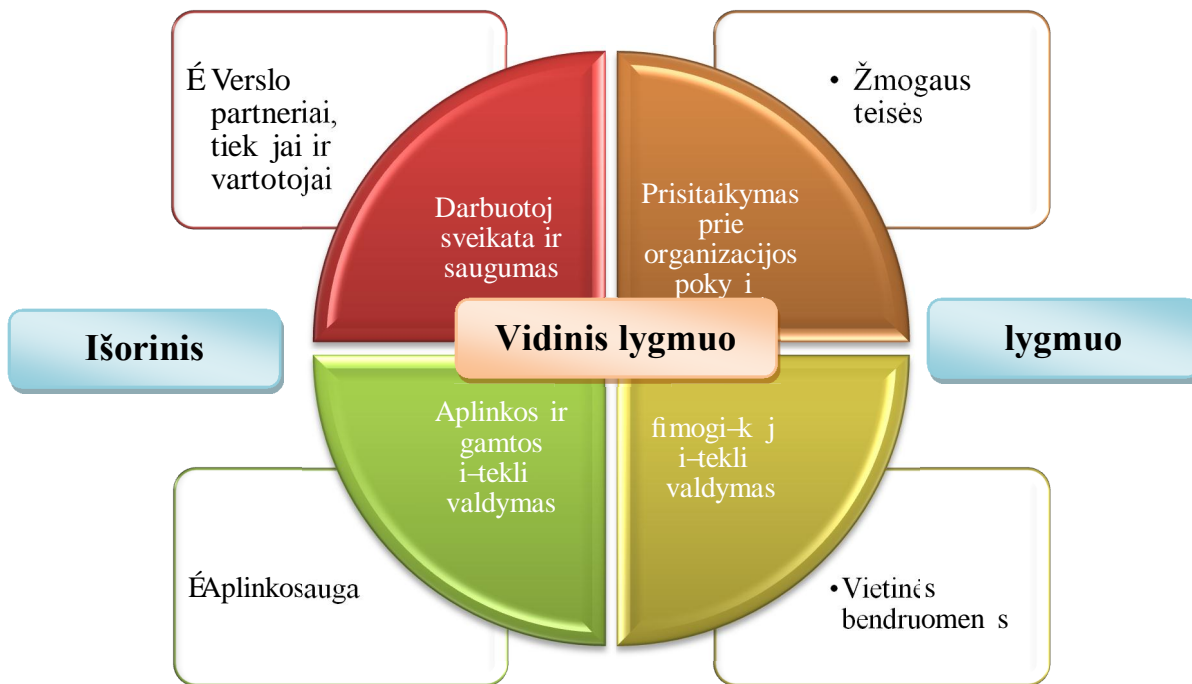 É Verslo
partneriai,
tiek jai ir
vartotojai
• Žmogaus
teisės
Darbuotoj
sveikata ir
saugumas
Prisitaikymas
prie
organizacijos
poky i
Išorinis
Vidinis lygmuo
lygmuo
Aplinkos ir
gamtos
i–tekli
valdymas
fimogi–k j
i–tekli
valdymas
ÉAplinkosauga
•Vietinės
bendruomen s